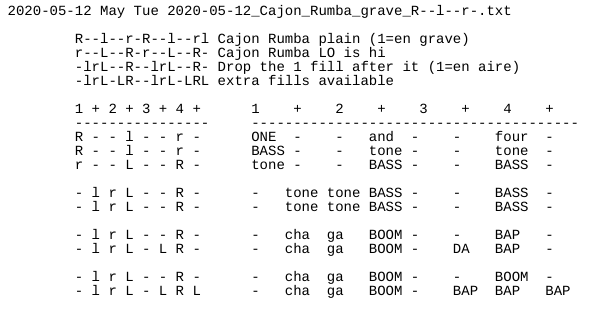 2020-05-12 May Tue 2020-05-12_Cajon_Rumba_grave_R--l--r-.txt
R--l--r-R--l--rl Cajon Rumba plain (1=en grave)
r--L--R-r--L--R- Cajon Rumba LO is hi
-lrL--R--lrL--R- Drop the 1 fill after it (1=en aire)
-lrL-LR--lrL-LRL extra fills available
1 + 2 + 3 + 4 +      1    +    2    +    3    +    4    +
----------------     ---------------------------------------
R - - l - - r -      ONE  -    -    and  -    -    four -
R - - l - - r -      BASS -    -    tone -    -    tone -
r - - L - - R -      tone -    -    BASS -    -    BASS -
- l r L - - R -      -    tone tone BASS -    -    BASS -
- l r L - - R -      -    tone tone BASS -    -    BASS -
- l r L - - R -      -    cha  ga   BOOM -    -    BAP  -
- l r L - L R -      -    cha  ga   BOOM -    DA   BAP  -
- l r L - - R -      -    cha  ga   BOOM -    -    BOOM -
- l r L - L R L      -    cha  ga   BOOM -    BAP  BAP  BAP